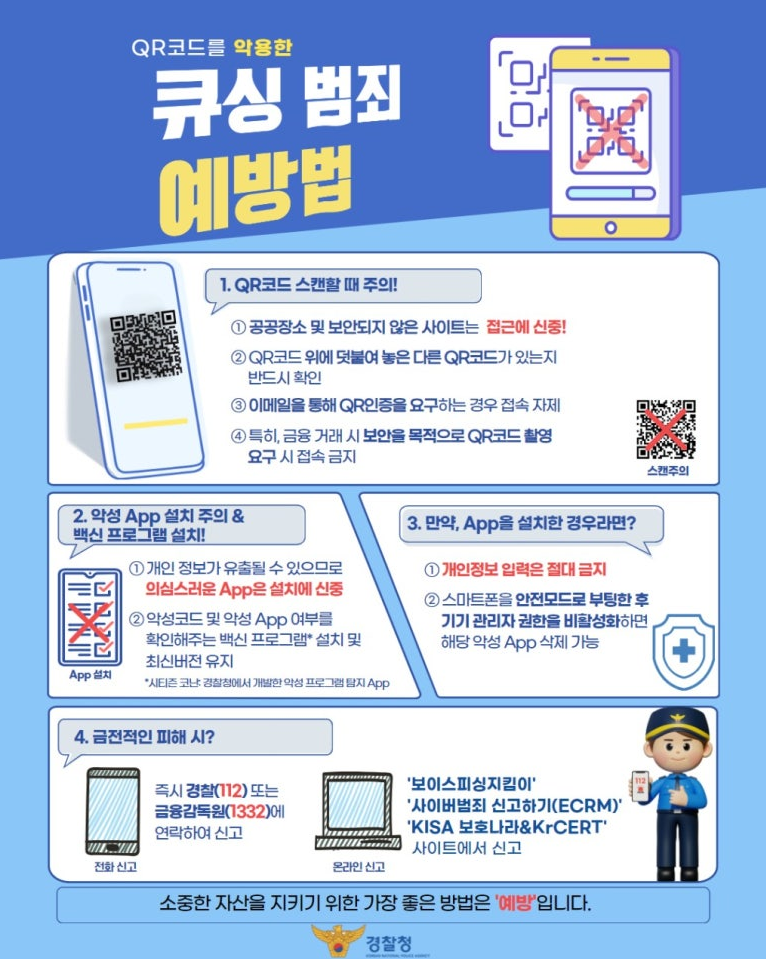 QR코드를 악용한
큐싱 범죄
예방법
1. QR코드 스캔할 때 주의!
① 공공장소 및 보안되지 않은 사이트는 접근에 신중!
② QR코드 위에 덧붙여 놓은 다른 QR코드가 있는지
반드시 확인
③ 이메일을 통해 QR인증을 요구하는 경우 접속 자제
④ 특히, 금융 거래 시 보안을 목적으로 QR코드 촬영
요구 시 접속 금지
스캔주의
2. 악성 App 설치 주의 &
백신 프로그램 설치!
① 개인 정보가 유출될 수 있으므로
의심스러운 App은 설치에 신중
② 악성코드 및 악성 App 여부를
확인해주는 백신 프로그램* 설치 및
최신버전 유지
*시티즌 코난: 경찰청에서 개발한 악성 프로그램 탐지 App
App 설치
3. 만약, App을 설치한 경우라면?
① 개인정보 입력은 절대 금지
② 스마트폰을 안전모드로 부팅한 후
기기 관리자 권한을 비활성화하면
해당 악성 App 삭제 가능
4. 금전적인 피해 시?
즉시 경찰(112) 또는
금융감독원(1332)에
연락하여 신고
전화 신고
'보이스피싱지킴이'
'사이버범죄 신고하기(ECRM)'
'KISA 보호나라&KrCERT'
사이트에서 신고
온라인 신고
112
소중한 자산을 지키기 위한 가장 좋은 방법은 '예방'입니다.
경찰청
KOREAN NATIONAL POLICE AGENCY